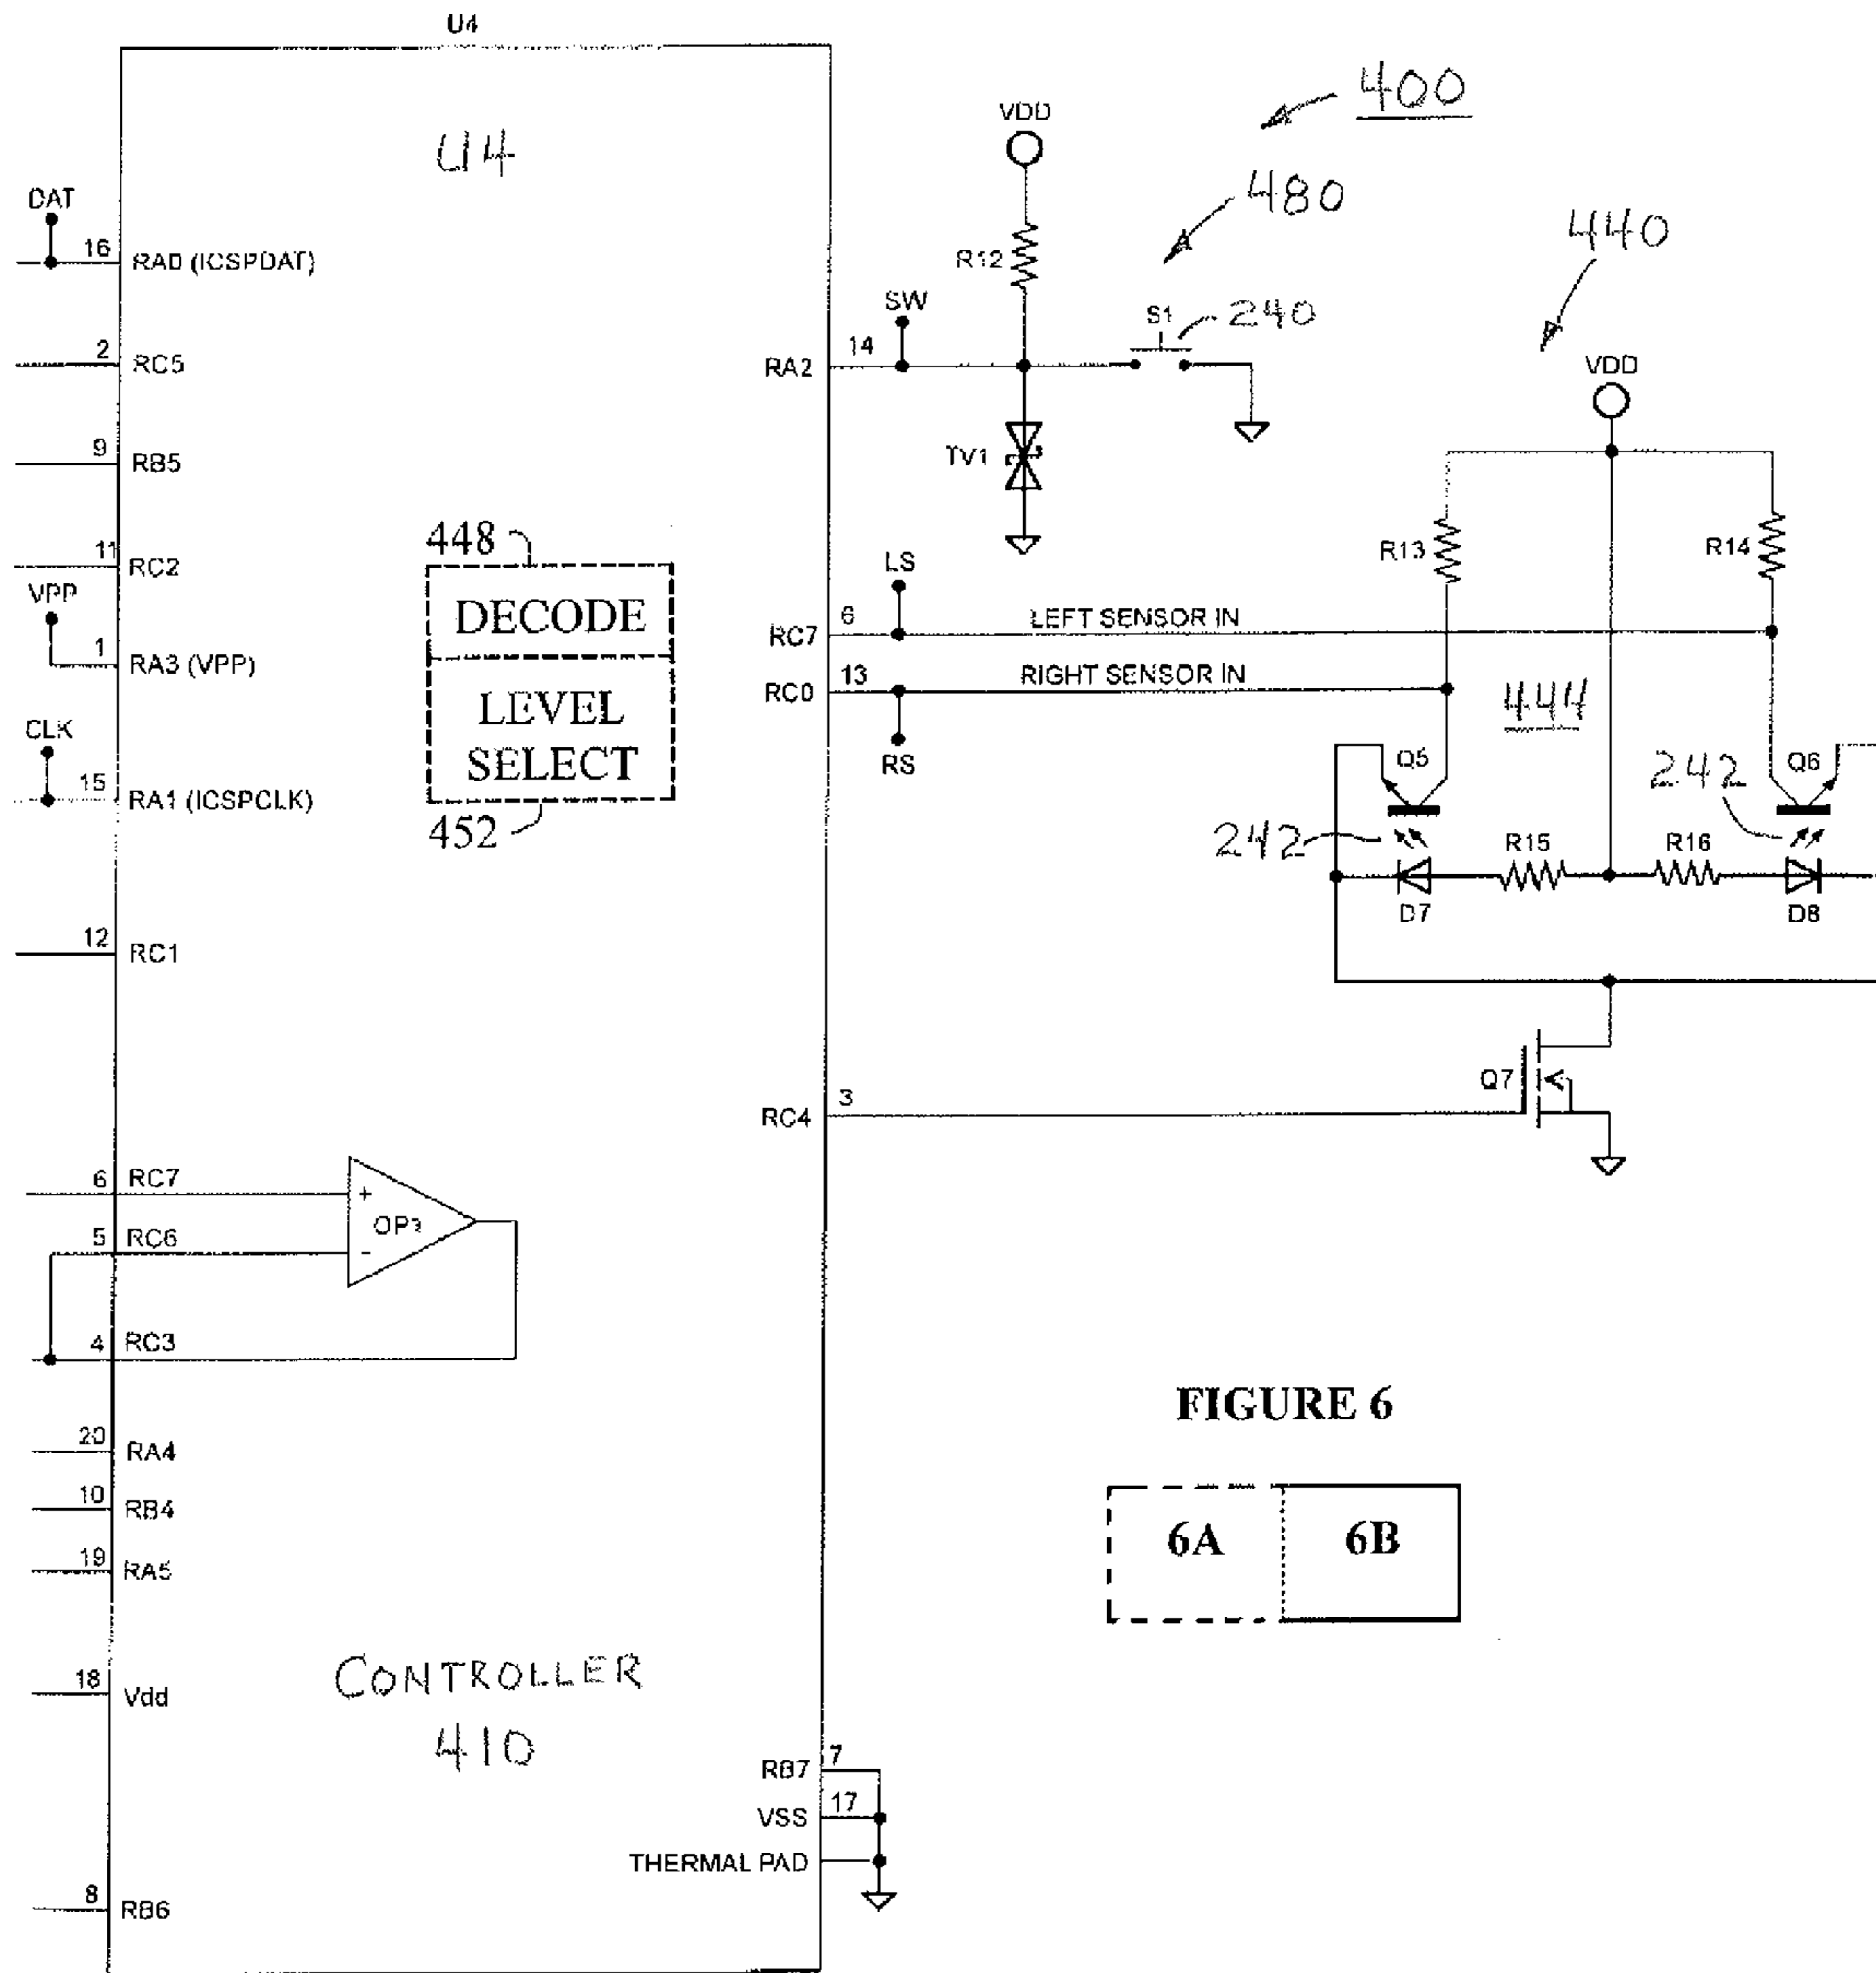 U4
U4
400
VDD
480
440
DAT
16 RA0 (ICSPDAT)
R12
SW
S1 240
2 RC5
14
RA2
VDD
9 RB5
TV1
448
DECODE
LEVEL
SELECT
452
R13
R14
11 RC2
LS
VPP
6
RC7
LEFT SENSOR IN
1 RA3 (VPP)
13
RC0
RIGHT SENSOR IN
444
CLK
RS
Q5
Q6
242
15 RA1 (ICSPCLK)
242
R15
R16
D7
D8
12 RC1
Q7
3
RC4
6 RC7
+
OP3
5 RC6
-
4 RC3
FIGURE 6
20 RA4
10 RB4
6A
6B
19 RA5
CONTROLLER
410
18 Vdd
7
RB7
17
VSS
THERMAL PAD
8 RB6